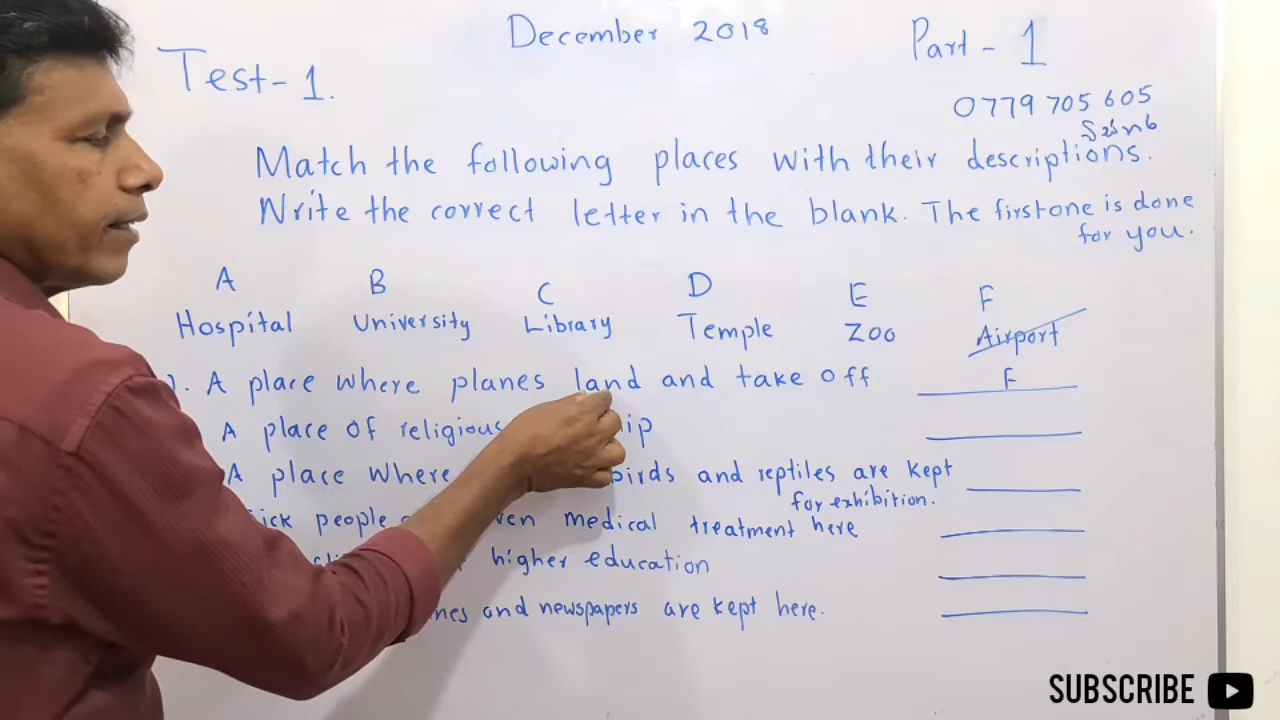 December 2018
Part - 1
Test - 1.
0779 705 605
Match the following places with their descriptions.
Write the correct letter in the blank. The first one is done
for you.
A B C D E F
Hospital University Library Temple Zoo Airport
). A place where planes land and take off F
A place of religious
A place where birds and reptiles are kept
for exhibition.
Sick people medical treatment here
higher education
and newspapers are kept here.
SUBSCRIBE